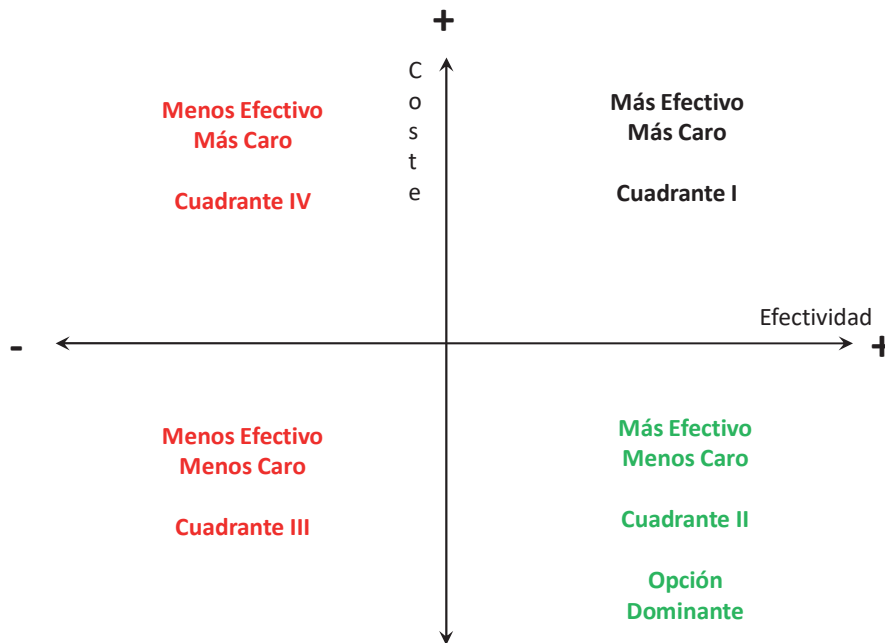 +
Coste
Menos Efectivo
Más Caro
Cuadrante IV
Más Efectivo
Más Caro
Cuadrante I
Efectividad
-
+
Menos Efectivo
Menos Caro
Cuadrante III
Más Efectivo
Menos Caro
Cuadrante II
Opción
Dominante